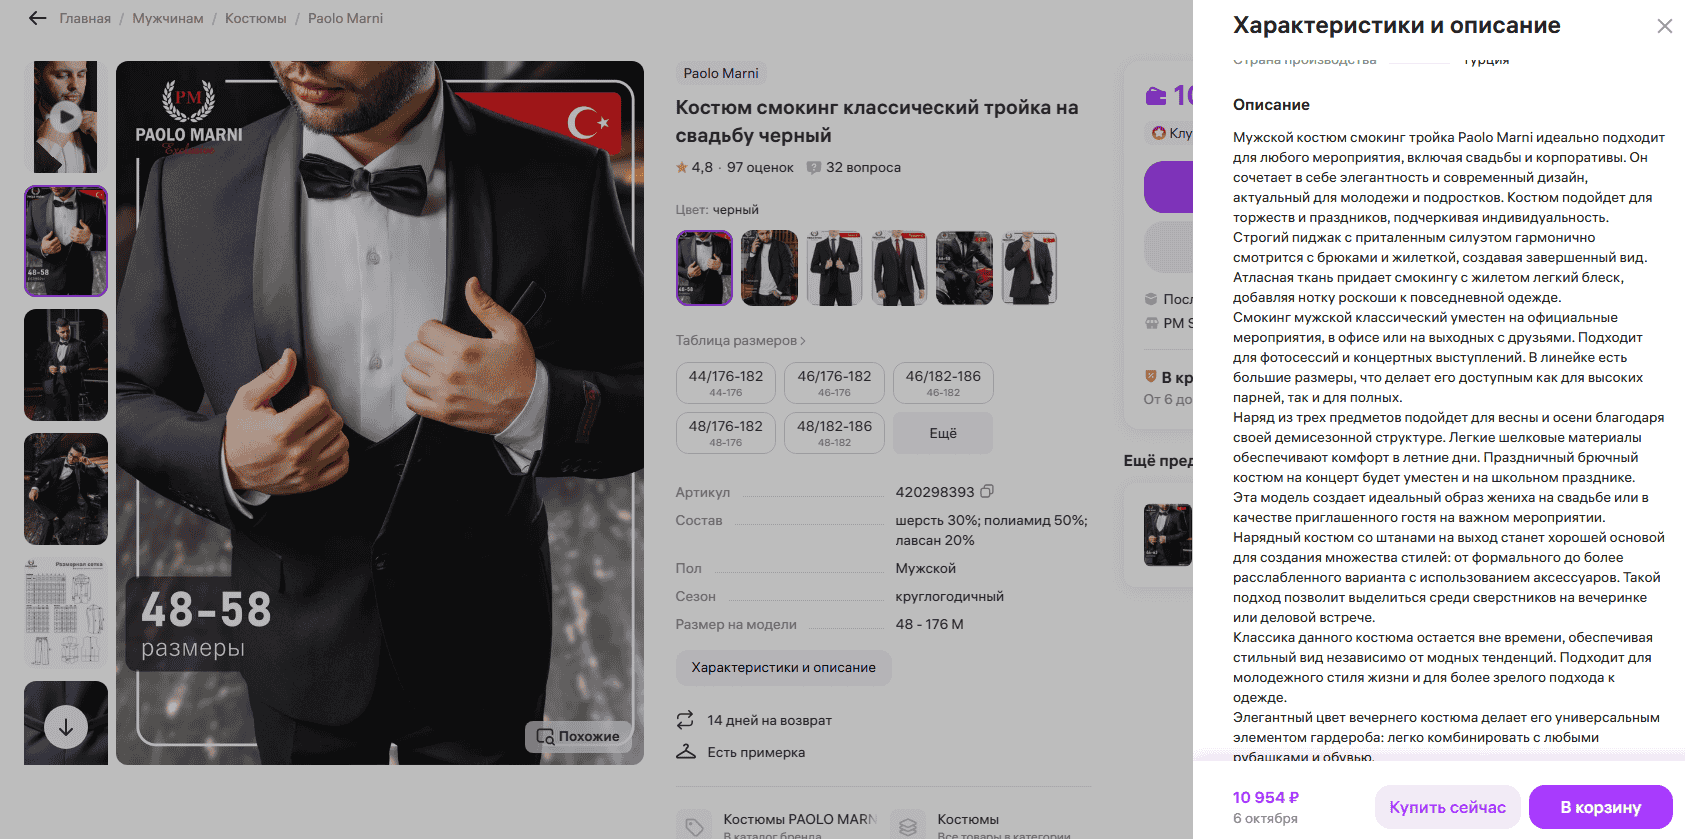 Главная / Мужчинам / Костюмы / Paolo Marni
PM
PAOLO MARNI
Exclusive
48-58
размеры
Похожие
Paolo Marni
Костюм смокинг классический тройка на
свадьбу черный
4,8 · 97 оценок 32 вопроса
Цвет: черный
Таблица размеров
44/176-182 46/176-182 46/182-186
44-176 46-176 46-182
48/176-182 48/182-186 Ещё
48-176 48-182
Артикул 420298393
Состав шерсть 30%; полиамид 50%;
лавсан 20%
Пол Мужской
Сезон круглогодичный
Размер на модели 48 - 176 М
Характеристики и описание
14 дней на возврат
Есть примерка
Костюмы PAOLO MARN
В каталог бренда
Костюмы
Все товары в категории
10
Клу
Посл
PM S
В кр
От 6 до
Ещё пред
Характеристики и описание
Страна производства Турция
Описание
Мужской костюм смокинг тройка Paolo Marni идеально подходит
для любого мероприятия, включая свадьбы и корпоративы. Он
сочетает в себе элегантность и современный дизайн,
актуальный для молодежи и подростков. Костюм подойдет для
торжеств и праздников, подчеркивая индивидуальность.
Строгий пиджак с приталенным силуэтом гармонично
смотрится с брюками и жилеткой, создавая завершенный вид.
Атласная ткань придает смокингу с жилетом легкий блеск,
добавляя нотку роскоши к повседневной одежде.
Смокинг мужской классический уместен на официальные
мероприятия, в офисе или на выходных с друзьями. Подходит
для фотосессий и концертных выступлений. В линейке есть
большие размеры, что делает его доступным как для высоких
парней, так и для полных.
Наряд из трех предметов подойдет для весны и осени благодаря
своей демисезонной структуре. Легкие шелковые материалы
обеспечивают комфорт в летние дни. Праздничный брючный
костюм на концерт будет уместен и на школьном празднике.
Эта модель создает идеальный образ жениха на свадьбе или в
качестве приглашенного гостя на важном мероприятии.
Нарядный костюм со штанами на выход станет хорошей основой
для создания множества стилей: от формального до более
расслабленного варианта с использованием аксессуаров. Такой
подход позволит выделиться среди сверстников на вечеринке
или деловой встрече.
Классика данного костюма остается вне времени, обеспечивая
стильный вид независимо от модных тенденций. Подходит для
молодежного стиля жизни и для более зрелого подхода к
одежде.
Элегантный цвет вечернего костюма делает его универсальным
элементом гардероба: легко комбинировать с любыми
рубашками и обувью.
10 954 ₽
6 октября
Купить сейчас
В корзину